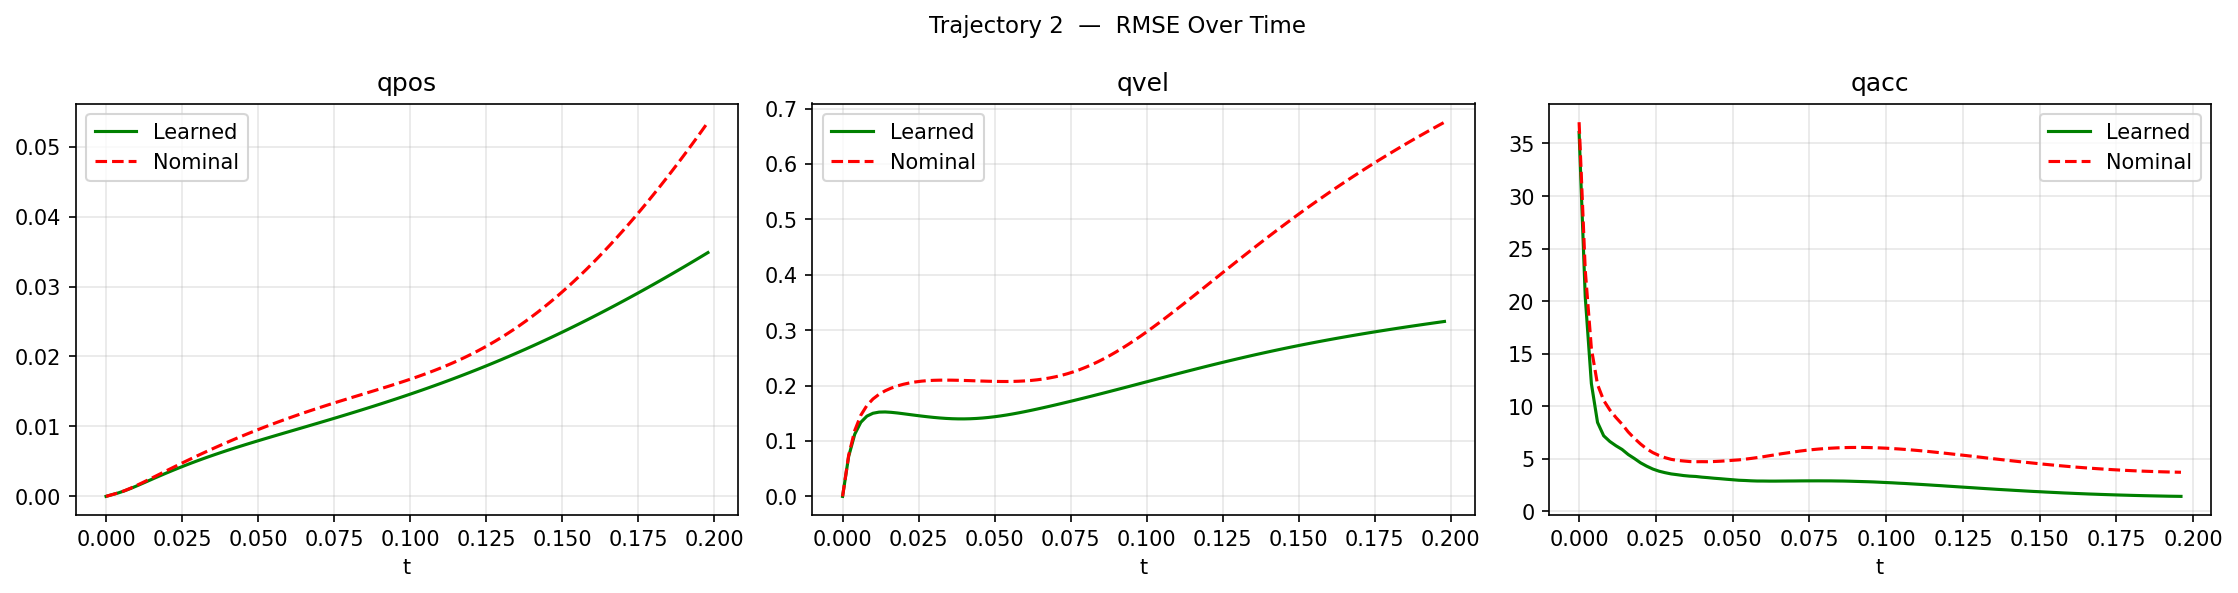 Trajectory 2 — RMSE Over Time
qpos
Learned
Nominal
0.05
0.04
0.03
0.02
0.01
0.00
0.000 0.025 0.050 0.075 0.100 0.125 0.150 0.175 0.200
t
qvel
Learned
Nominal
0.7
0.6
0.5
0.4
0.3
0.2
0.1
0.0
0.000 0.025 0.050 0.075 0.100 0.125 0.150 0.175 0.200
t
qacc
Learned
Nominal
35
30
25
20
15
10
5
0
0.000 0.025 0.050 0.075 0.100 0.125 0.150 0.175 0.200
t